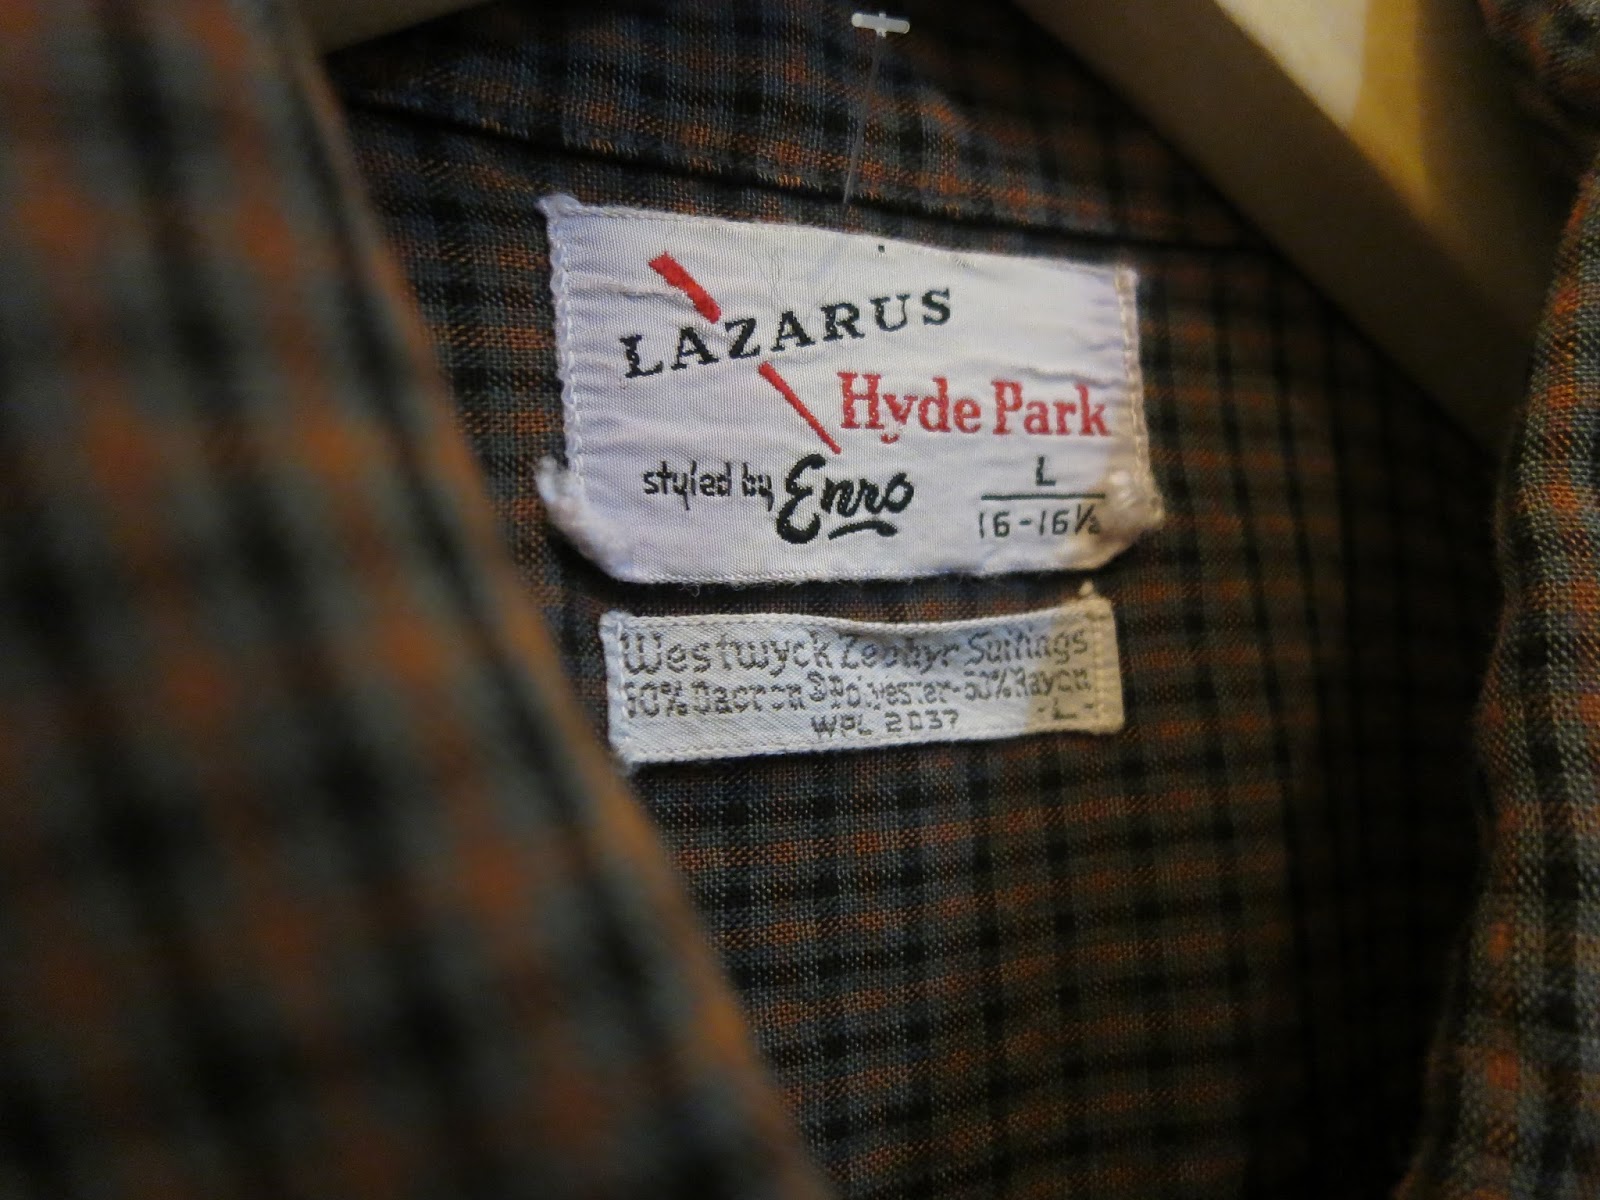 LAZARUS
Hyde Park
styled by Enro
L
16-16½
Westwyck Zephyr Suitings
50% Dacron ® Polyester-50% Rayon
WPL 2037 -L-